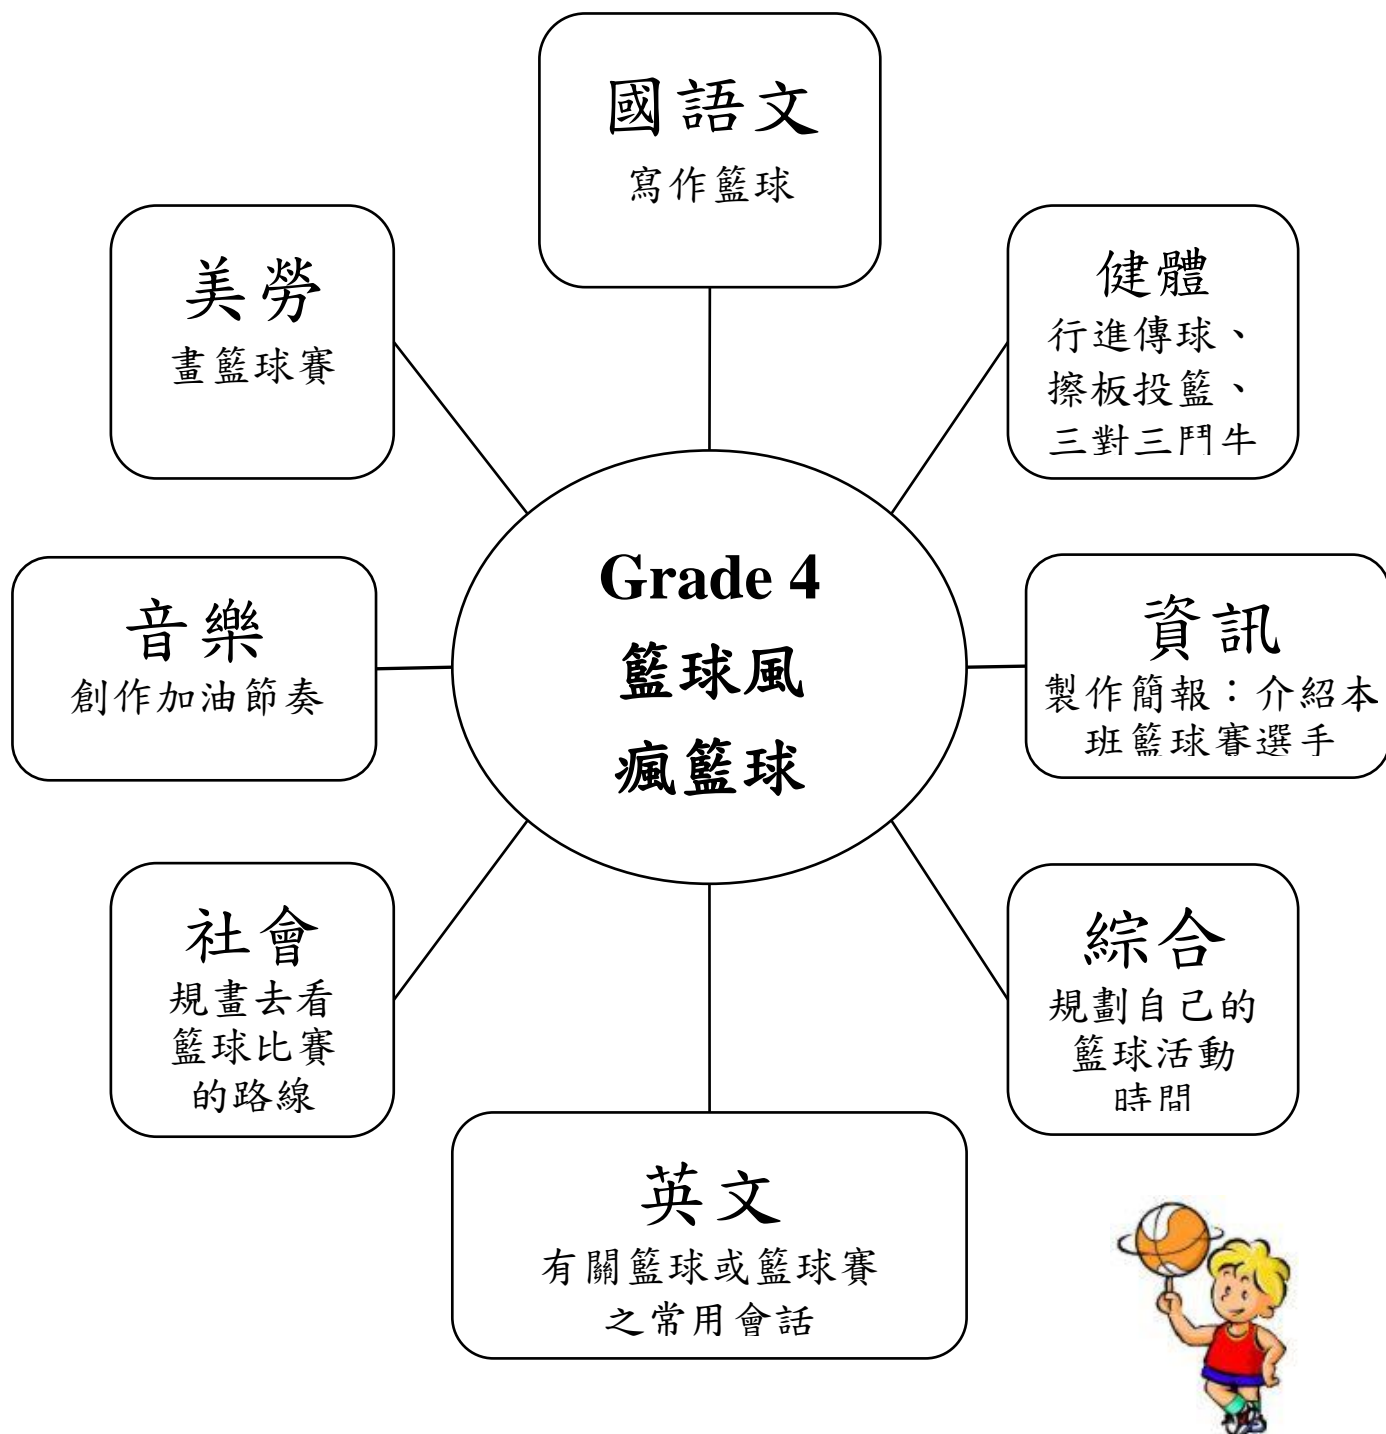 國語文
寫作籃球
美勞
畫籃球賽
健體
行進傳球、
擦板投籃、
三對三鬥牛
Grade 4
籃球風
瘋籃球
音樂
創作加油節奏
資訊
製作簡報：介紹本
班籃球賽選手
社會
規畫去看
籃球比賽
的路線
綜合
規劃自己的
籃球活動
時間
英文
有關籃球或籃球賽
之常用會話